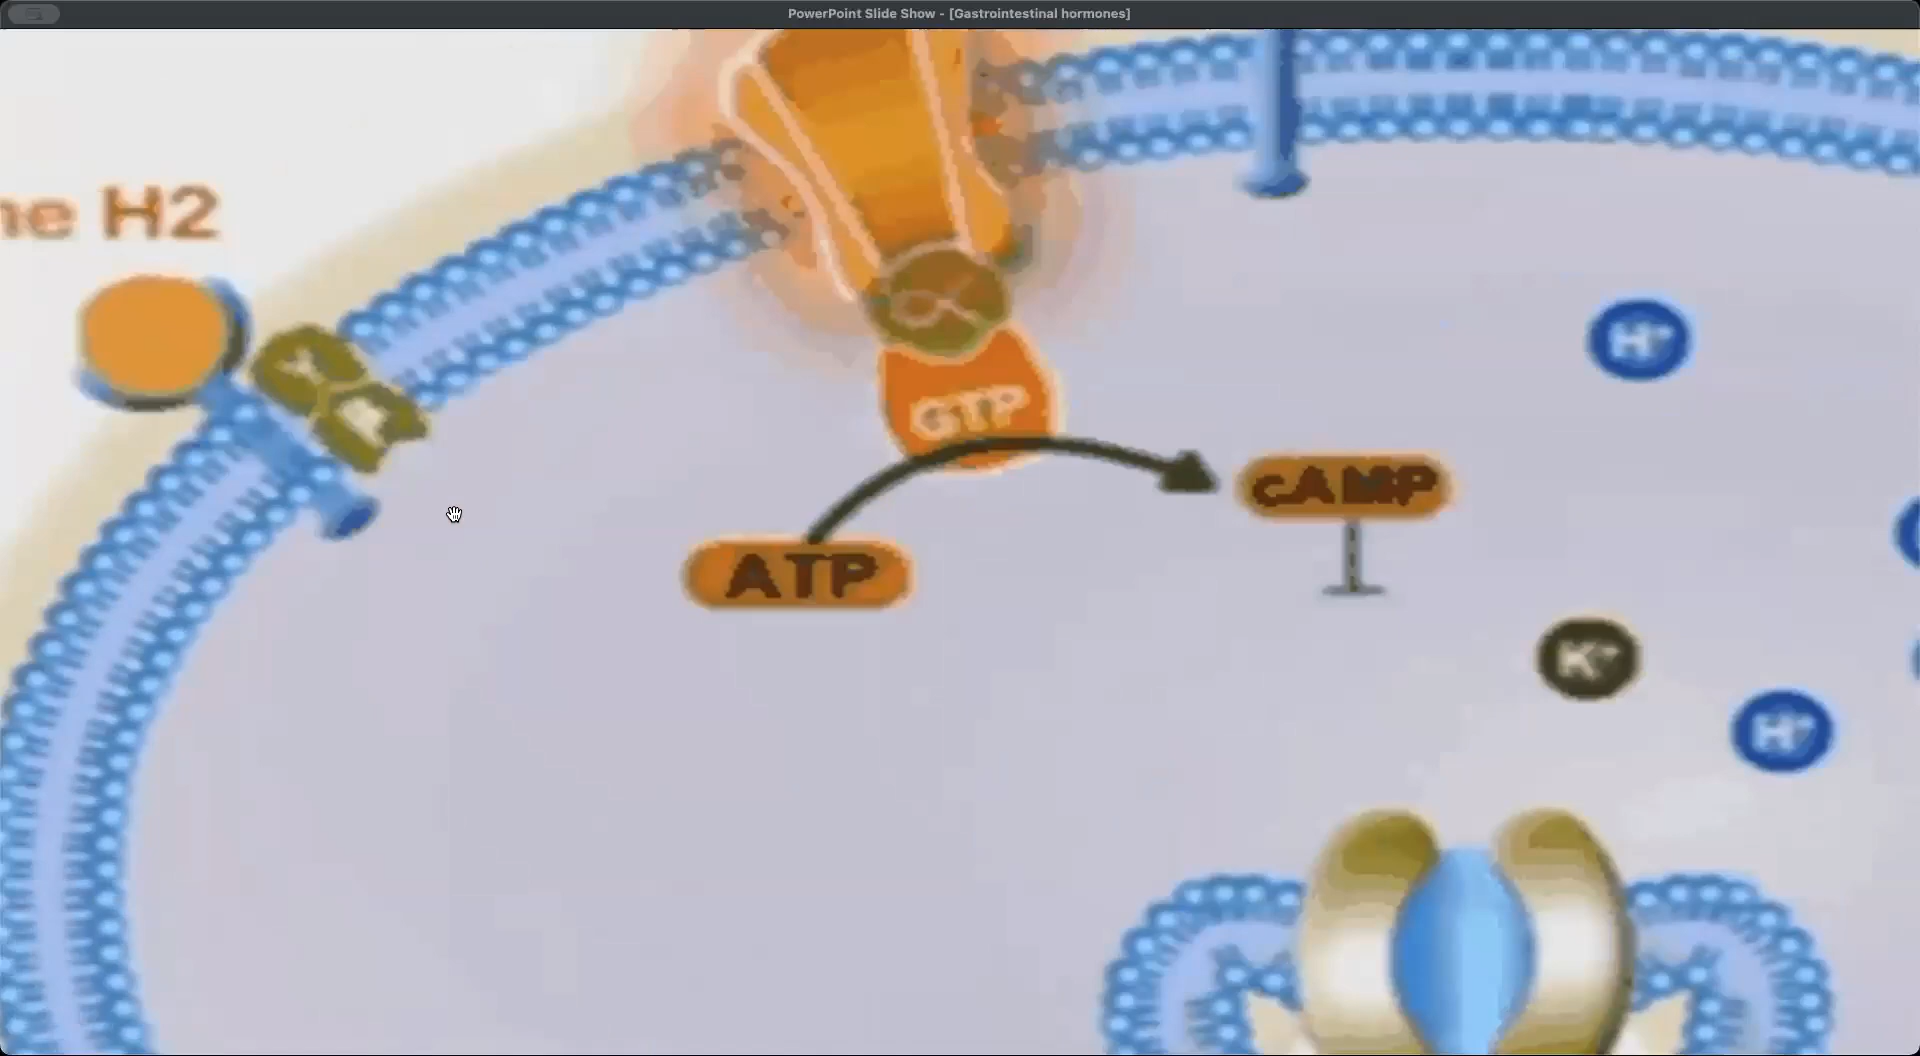 PowerPoint Slide Show - [Gastrointestinal hormones]
ne H2
α
γ
β
GTP
cAMP
ATP
H⁺
K⁺
H⁺